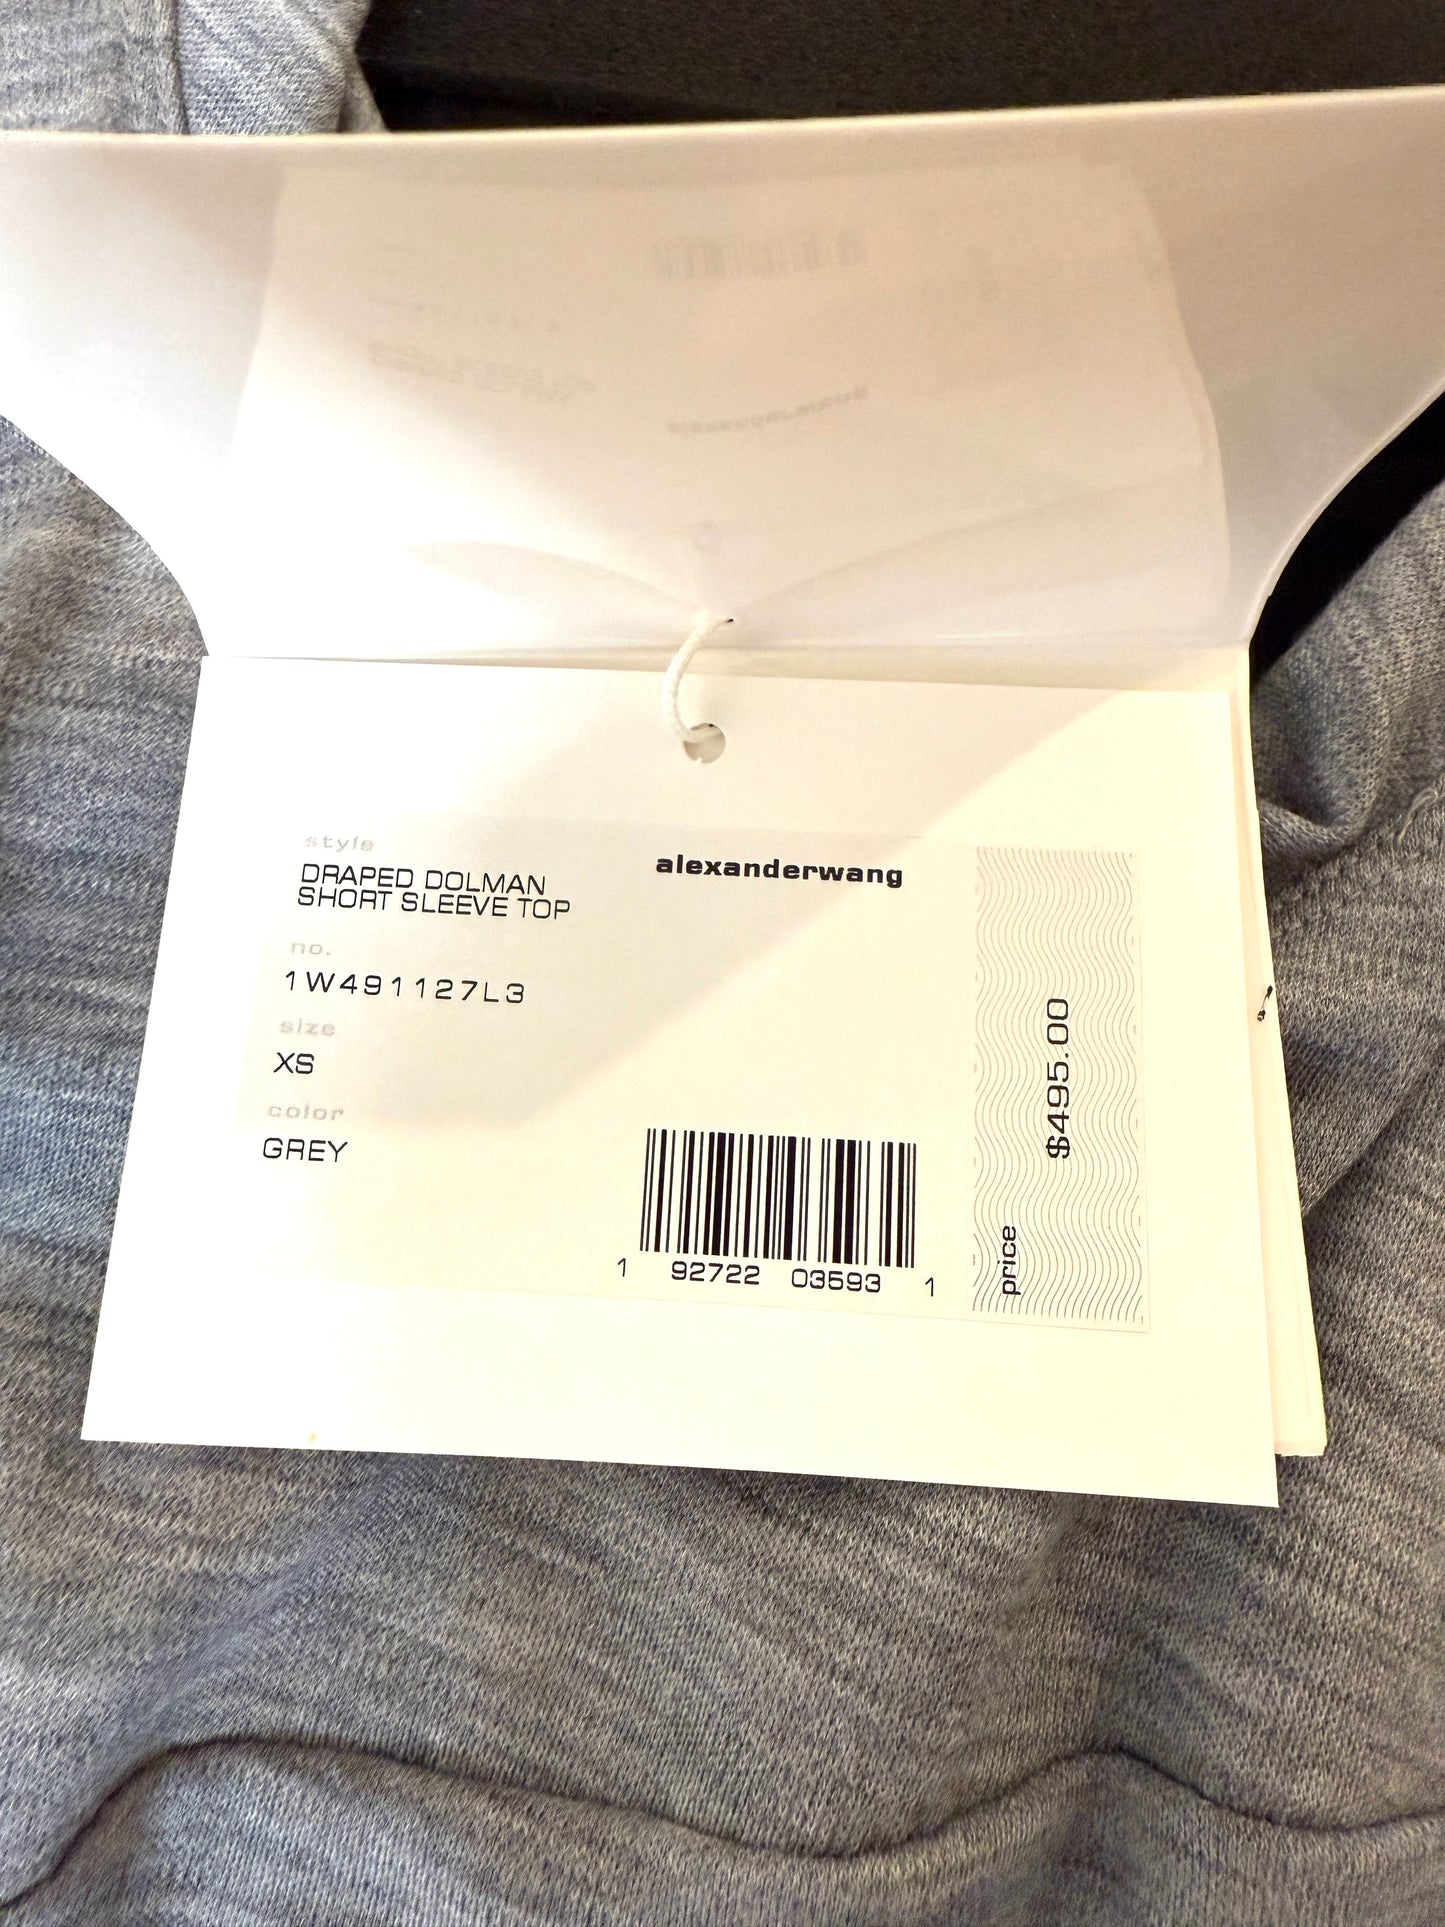 style
DRAPED DOLMAN
SHORT SLEEVE TOP
no.
1W491127L3
size
XS
color
GREY
alexanderwang
1 92722 03593 1
price
$495.00